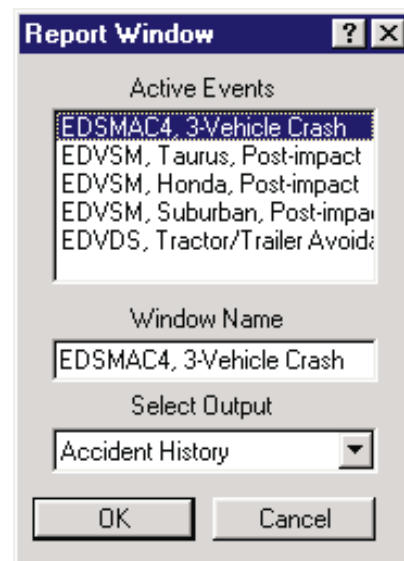 Report Window ? ×
Active Events
EDSMAC4, 3-Vehicle Crash
EDVSM, Taurus, Post-impact
EDVSM, Honda, Post-impact
EDVSM, Suburban, Post-impa
EDVDS, Tractor/Trailer Avoida
Window Name
EDSMAC4, 3-Vehicle Crash
Select Output
Accident History
OK Cancel